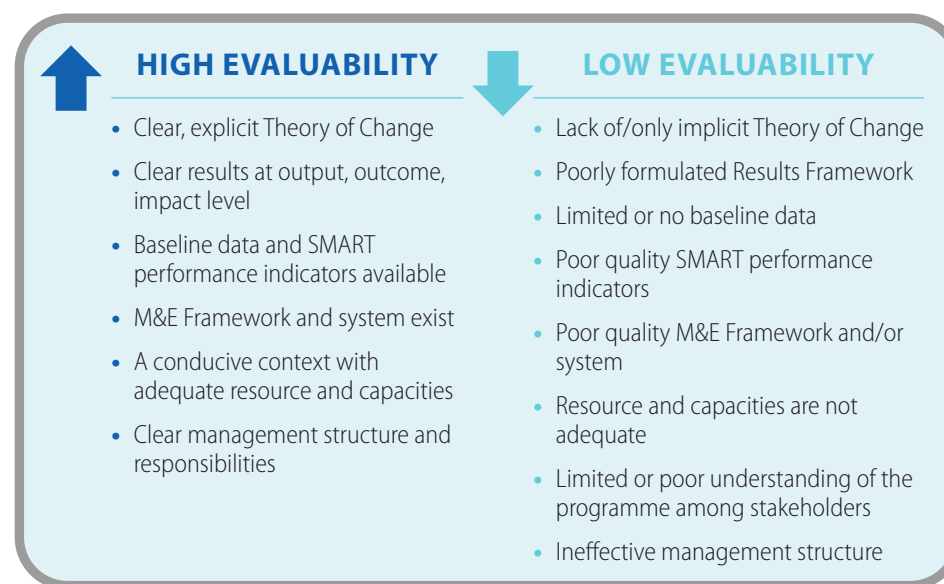 HIGH EVALUABILITY
• Clear, explicit Theory of Change
• Clear results at output, outcome,
impact level
• Baseline data and SMART
performance indicators available
• M&E Framework and system exist
• A conducive context with
adequate resource and capacities
• Clear management structure and
responsibilities
LOW EVALUABILITY
• Lack of/only implicit Theory of Change
• Poorly formulated Results Framework
• Limited or no baseline data
• Poor quality SMART performance
indicators
• Poor quality M&E Framework and/or
system
• Resource and capacities are not
adequate
• Limited or poor understanding of the
programme among stakeholders
• Ineffective management structure